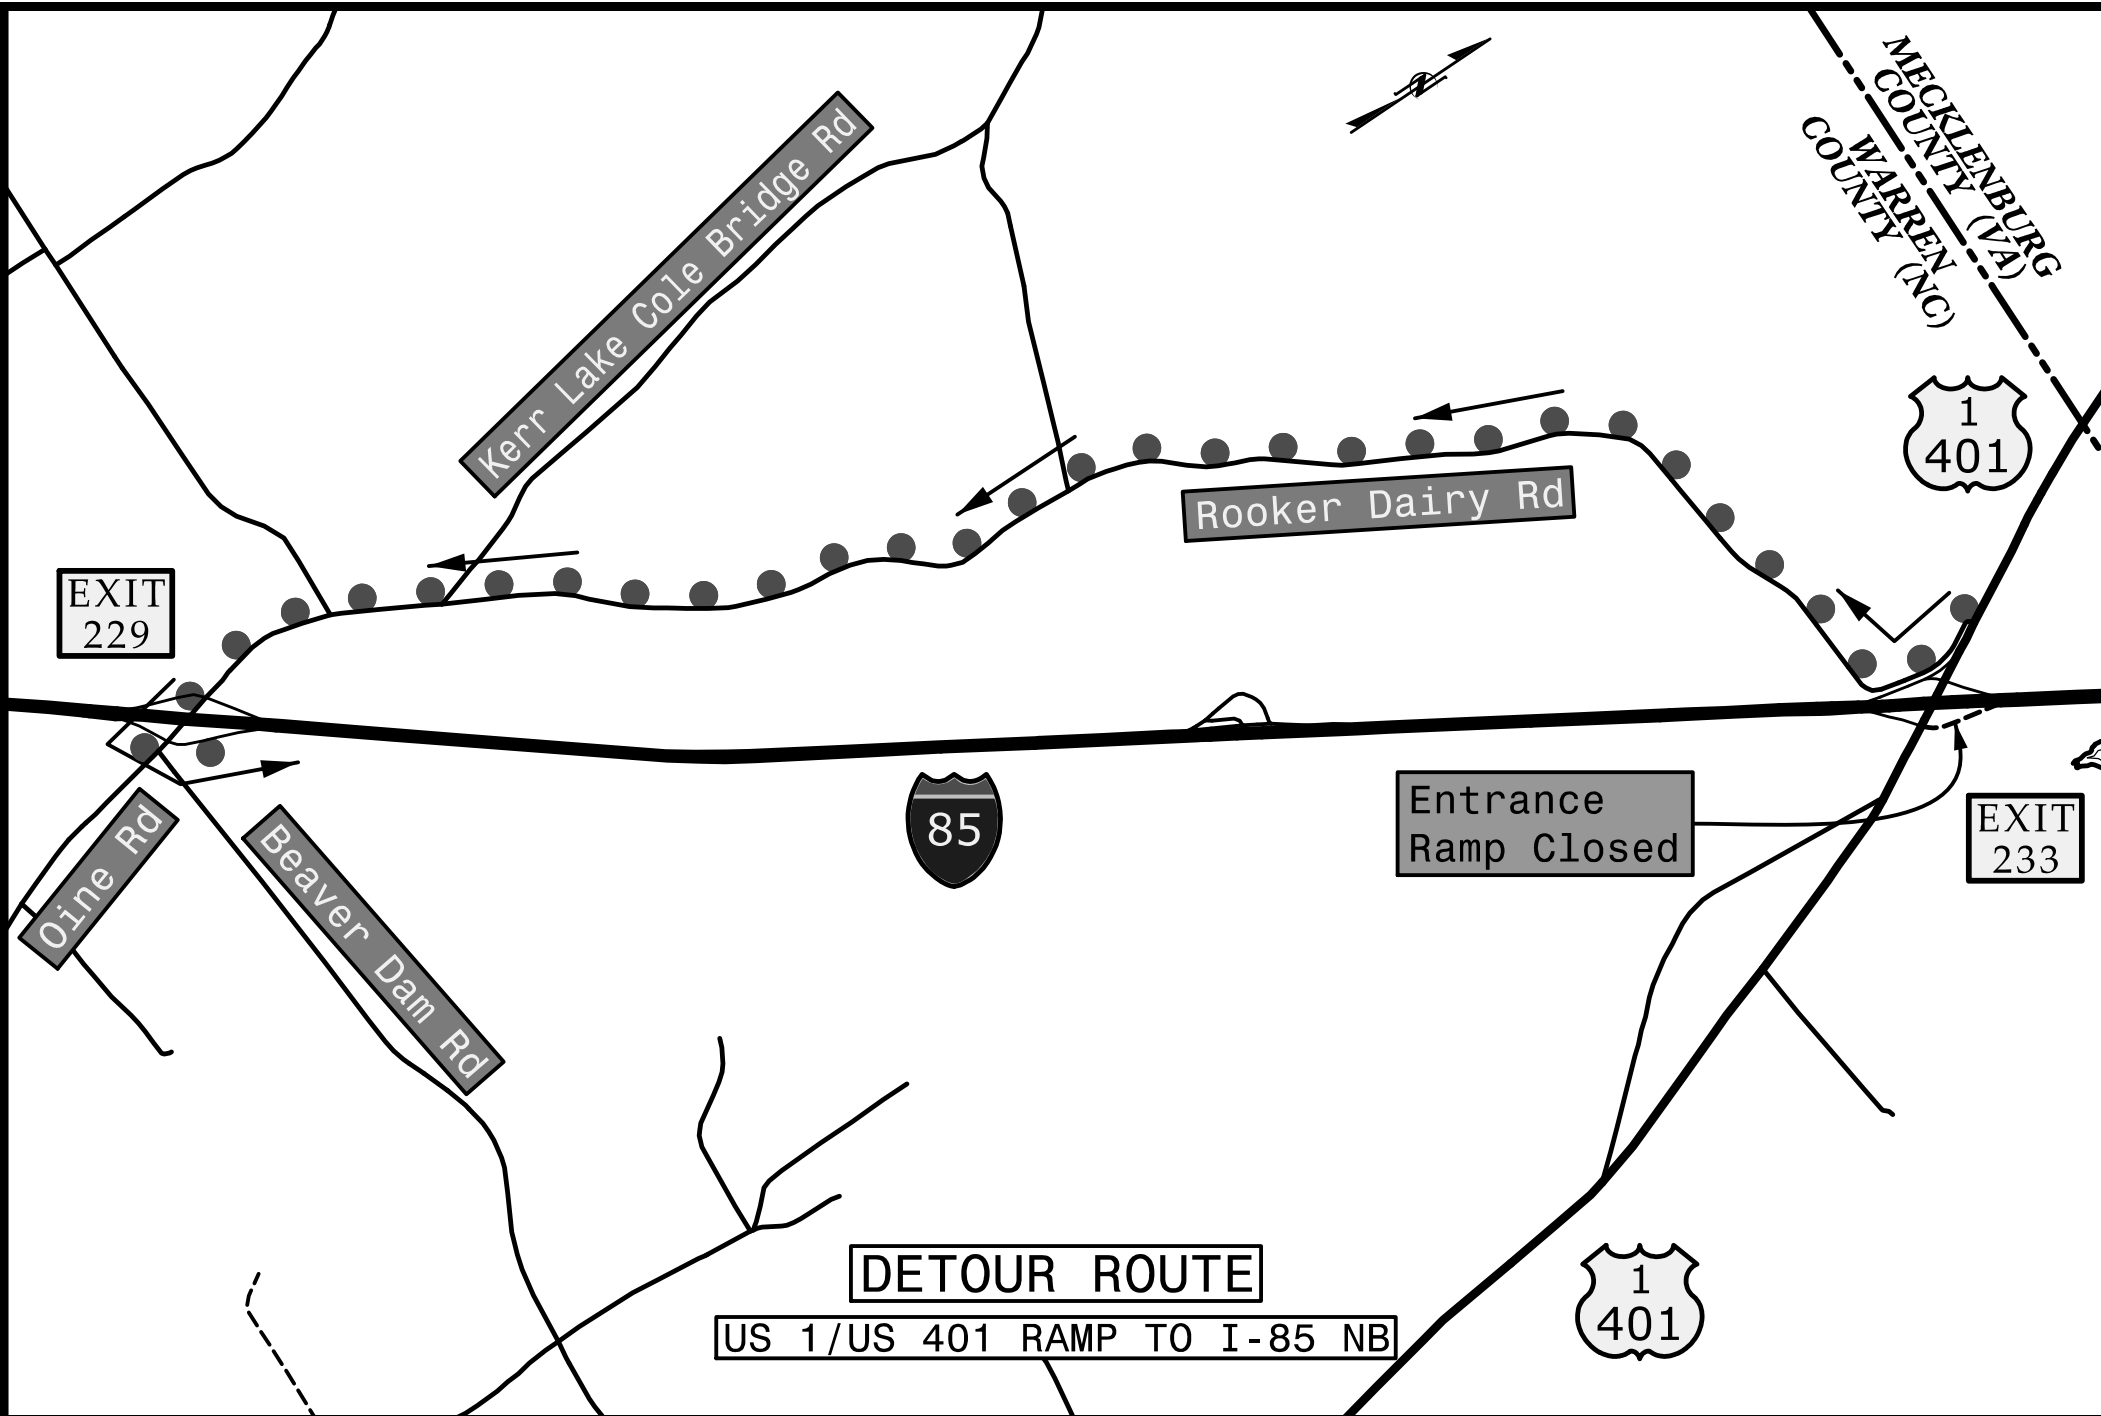 N
MECKLENBURG
COUNTY (VA)
WARREN
COUNTY (NC)
Kerr Lake Cole Bridge Rd
1
401
Rooker Dairy Rd
EXIT
229
85
Entrance
Ramp Closed
EXIT
233
Oine Rd
Beaver Dam Rd
DETOUR ROUTE
US 1/US 401 RAMP TO I-85 NB
1
401